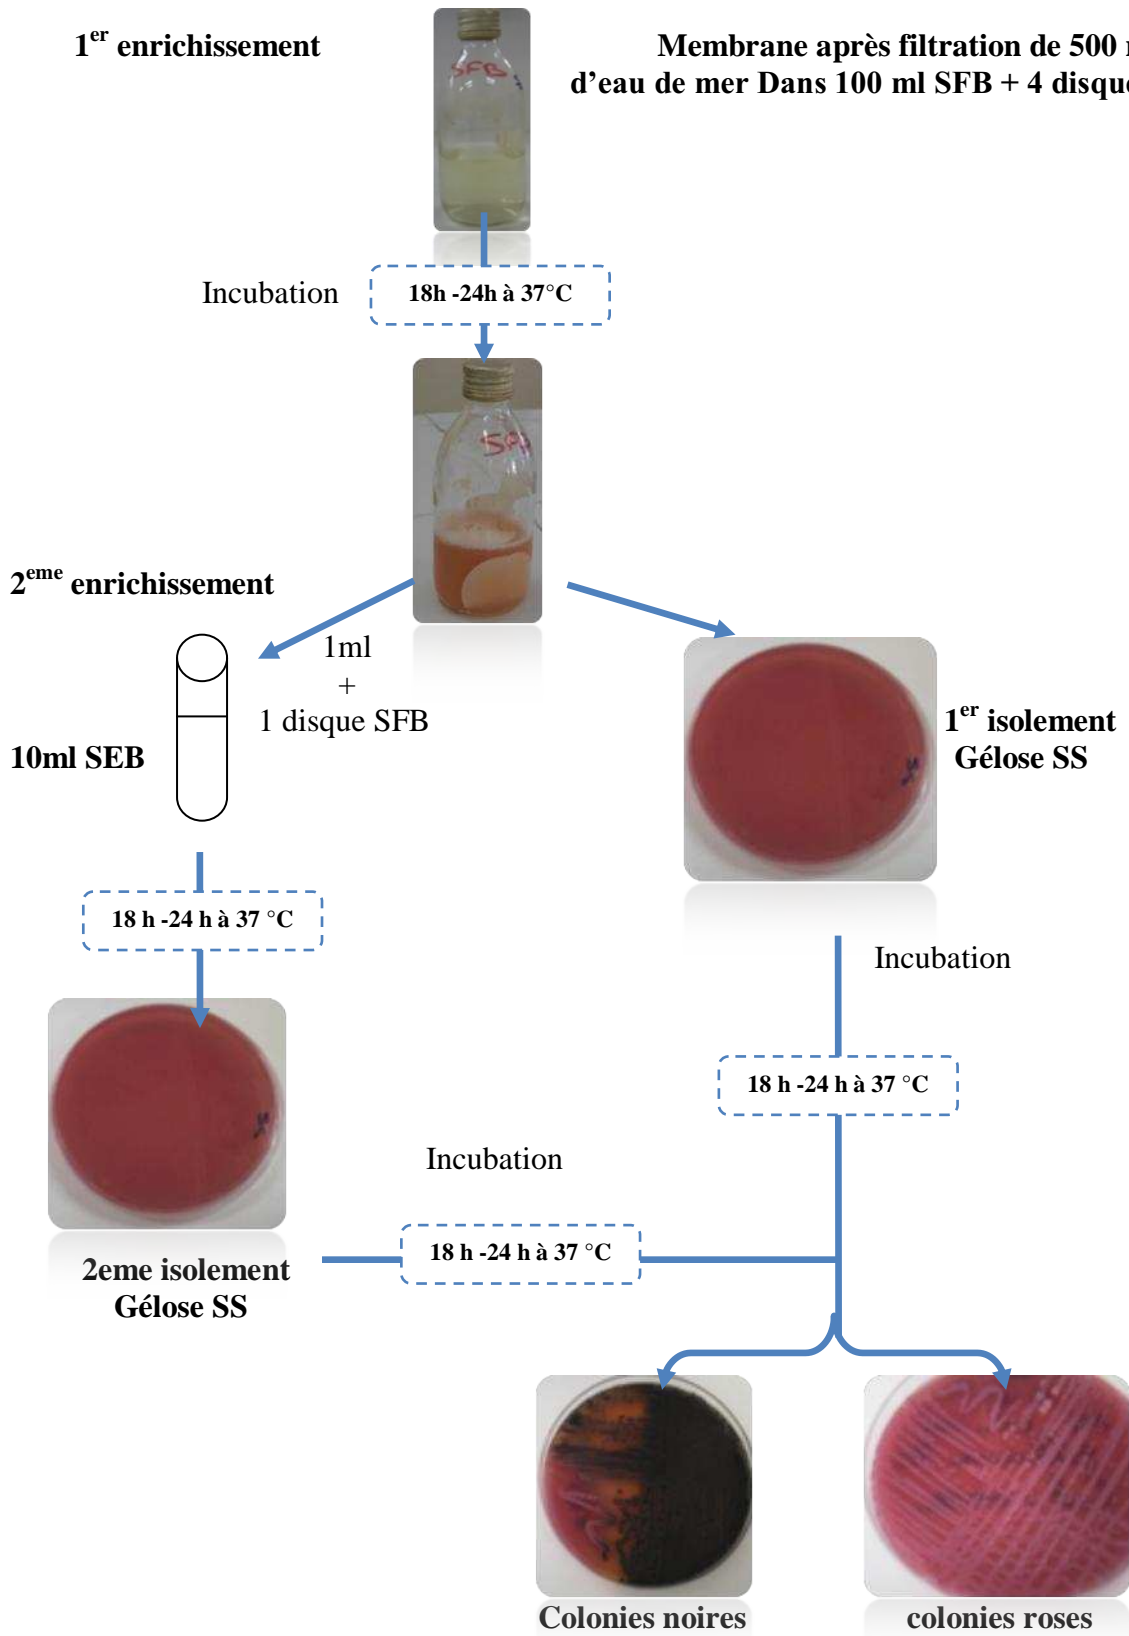 1er enrichissement
Membrane après filtration de 500
d'eau de mer Dans 100 ml SFB + 4
SFB
Incubation
18h -24h à 37°C
SFB
2eme enrichissement
1ml
+
1 disque SFB
10ml SEB
1er isolement
Gélose SS
18 h -24 h à 37 °C
Incubation
18 h -24 h à 37 °C
Incubation
18 h -24 h à 37 °C
2eme isolement
Gélose SS
Colonies noires
colonies roses